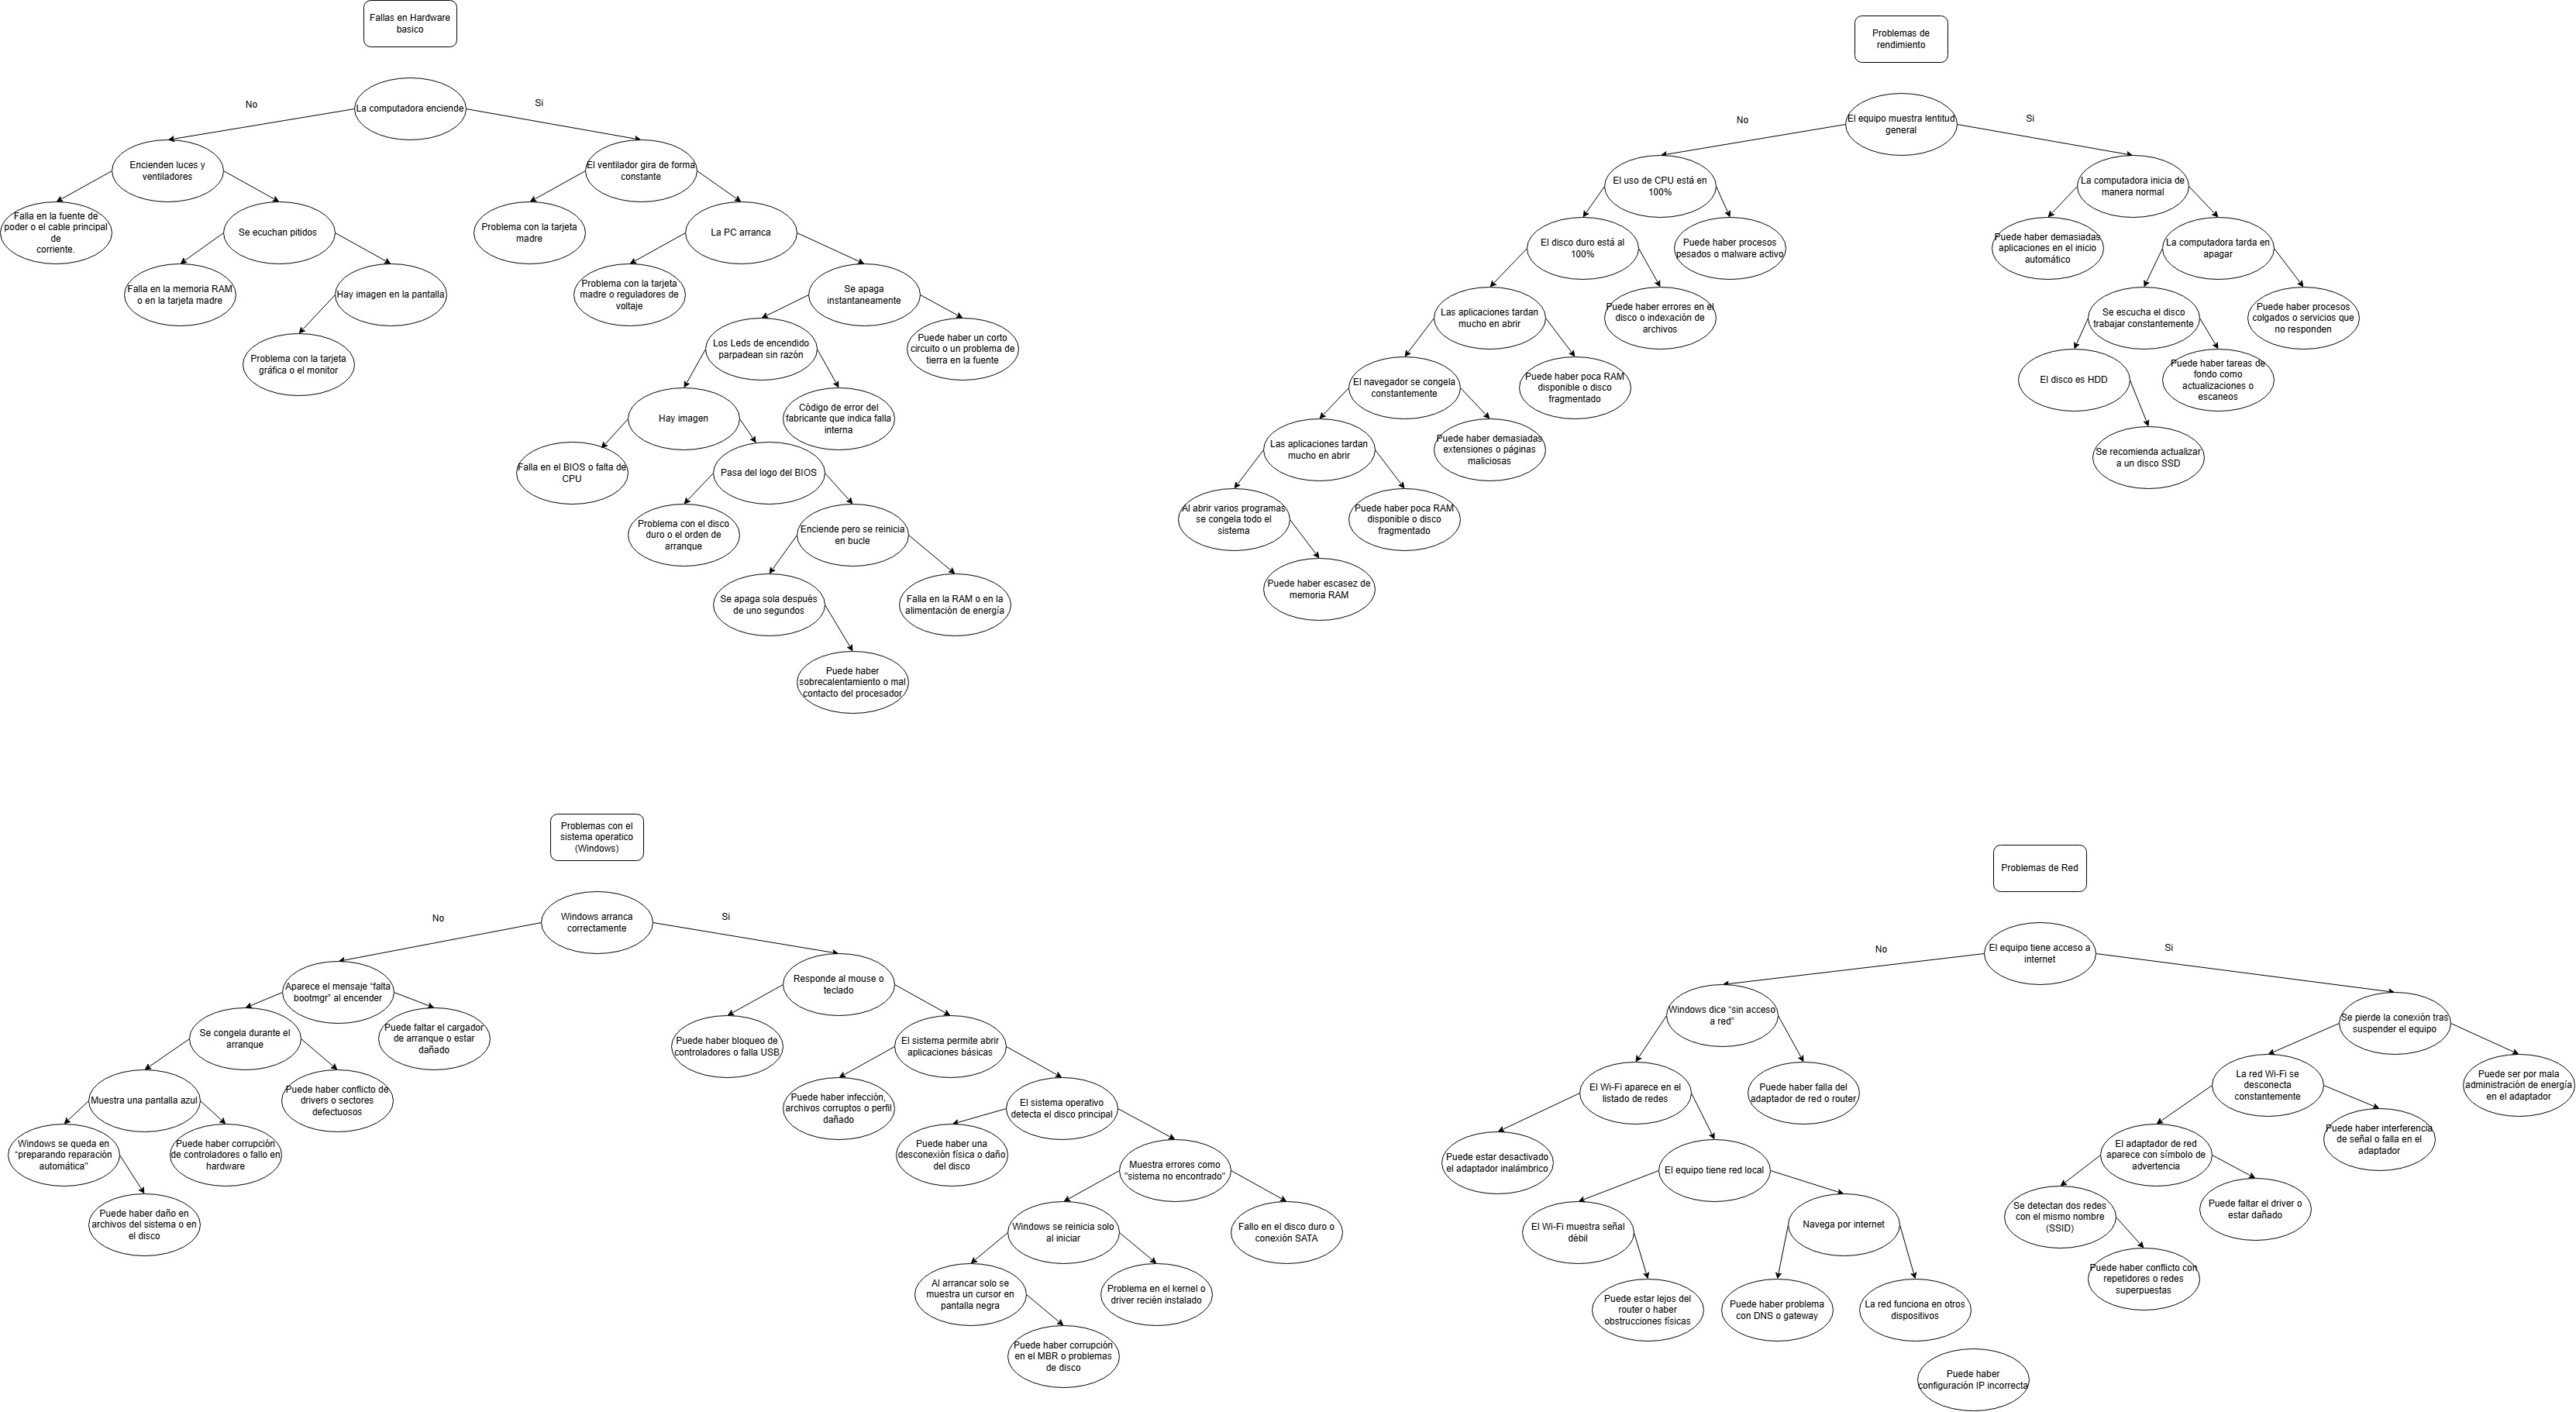 Fallas en Hardware
basico
No
Si
La computadora enciende
Encienden luces y
ventiladores
El ventilador gira de forma
constante
Falla en la fuente de
poder o el cable principal
de
corriente.
Se ecuchan pitidos
Problema con la tarjeta
madre
La PC arranca
Falla en la memoria RAM
o en la tarjeta madre
Hay imagen en la pantalla
Problema con la tarjeta
madre o reguladores de
voltaje
Se apaga
instantaneamente
Problema con la tarjeta
gráfica o el monitor
Los Leds de encendido
parpadean sin razón
Puede haber un corto
circuito o un problema de
tierra en la fuente
Hay imagen
Código de error del
fabricante que indica falla
interna
Falla en el BIOS o falta de
CPU
Pasa del logo del BIOS
Problema con el disco
duro o el orden de
arranque
Enciende pero se reinicia
en bucle
Se apaga sola después
de uno segundos
Falla en la RAM o en la
alimentación de energía
Puede haber
sobrecalentamiento o mal
contacto del procesador
Problemas de
rendimiento
No
Si
El equipo muestra lentitud
general
El uso de CPU está en
100%
La computadora inicia de
manera normal
El disco duro está al
100%
Puede haber procesos
pesados o malware activo
Puede haber demasiadas
aplicaciones en el inicio
automático
La computadora tarda en
apagar
Las aplicaciones tardan
mucho en abrir
Puede haber errores en el
disco o indexación de
archivos
Se escucha el disco
trabajar constantemente
Puede haber procesos
colgados o servicios que
no responden
El navegador se congela
constantemente
Puede haber poca RAM
disponible o disco
fragmentado
El disco es HDD
Puede haber tareas de
fondo como
actualizaciones o
escaneos
Las aplicaciones tardan
mucho en abrir
Puede haber demasiadas
extensiones o páginas
maliciosas
Se recomienda actualizar
a un disco SSD
Al abrir varios programas
se congela todo el
sistema
Puede haber poca RAM
disponible o disco
fragmentado
Puede haber escasez de
memoria RAM
Problemas con el
sistema operatico
(Windows)
No
Si
Windows arranca
correctamente
Aparece el mensaje “falta
bootmgr” al encender
Responde al mouse o
teclado
Se congela durante el
arranque
Puede faltar el cargador
de arranque o estar
dañado
Puede haber bloqueo de
controladores o falla USB
El sistema permite abrir
aplicaciones básicas
Muestra una pantalla azul
Puede haber conflicto de
drivers o sectores
defectuosos
Puede haber infección,
archivos corruptos o perfil
dañado
El sistema operativo
detecta el disco principal
Windows se queda en
“preparando reparación
automática”
Puede haber corrupción
de controladores o fallo en
hardware
Puede haber una
desconexión física o daño
del disco
Muestra errores como
"sistema no encontrado"
Puede haber daño en
archivos del sistema o en
el disco
Windows se reinicia solo
al iniciar
Fallo en el disco duro o
conexión SATA
Al arrancar solo se
muestra un cursor en
pantalla negra
Problema en el kernel o
driver recién instalado
Puede haber corrupción
en el MBR o problemas
de disco
Problemas de Red
No
Si
El equipo tiene acceso a
internet
Windows dice “sin acceso
a red”
Se pierde la conexión tras
suspender el equipo
El Wi-Fi aparece en el
listado de redes
Puede haber falla del
adaptador de red o router
La red Wi-Fi se
desconecta
constantemente
Puede ser por mala
administración de energía
en el adaptador
Puede estar desactivado
el adaptador inalámbrico
El equipo tiene red local
El adaptador de red
aparece con símbolo de
advertencia
Puede haber interferencia
de señal o falla en el
adaptador
El Wi-Fi muestra señal
débil
Navega por internet
Se detectan dos redes
con el mismo nombre
(SSID)
Puede faltar el driver o
estar dañado
Puede estar lejos del
router o haber
obstrucciones físicas
Puede haber problema
con DNS o gateway
La red funciona en otros
dispositivos
Puede haber conflicto con
repetidores o redes
superpuestas
Puede haber
configuración IP incorrecta